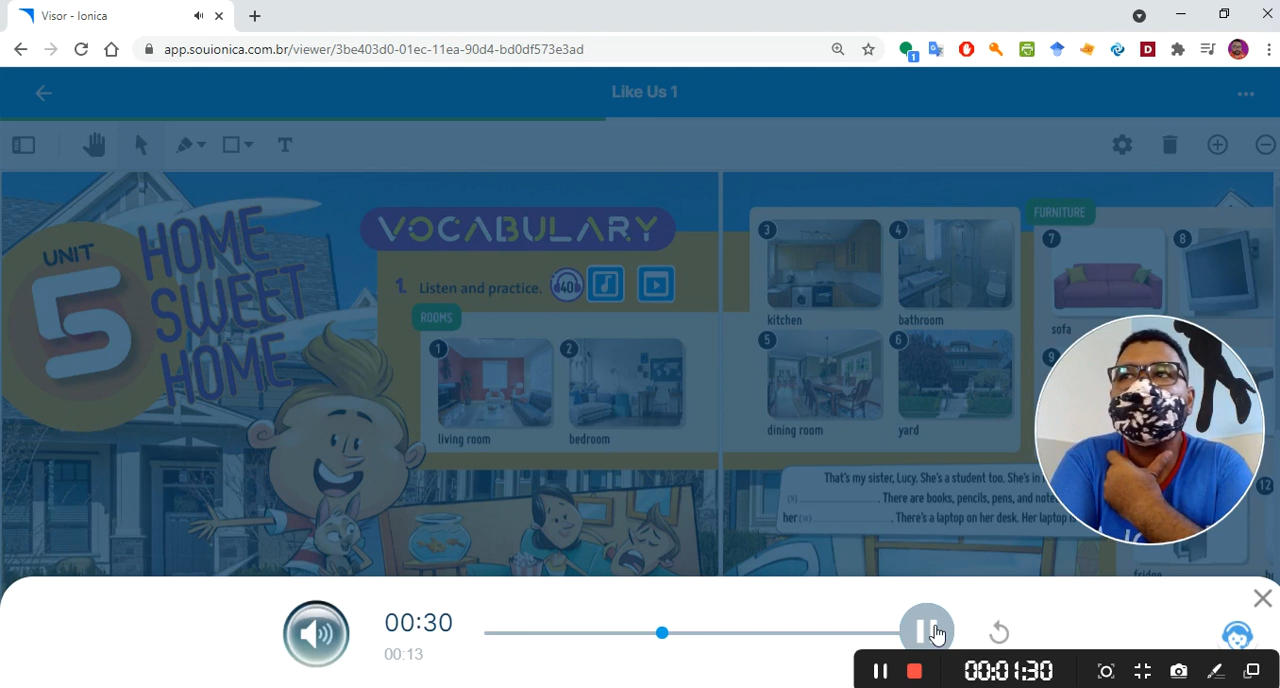 Visor - Ionica
app.souionica.com.br/viewer/3be403d0-01ec-11ea-90d4-bd0df573e3ad
1
D
Like Us 1
T
UNIT
5
HOME
SWEET
HOME
VOCABULARY
1. Listen and practice. 40
ROOMS
1
2
living room
bedroom
3
4
kitchen
bathroom
5
6
dining room
yard
FURNITURE
7
8
sofa
9
12
fridge
That's my sister, Lucy. She's a student too. She's in
(9) . There are books, pencils, pens, and note
her . There's a laptop on her desk. Her laptop
00:30
00:13
00:01:30